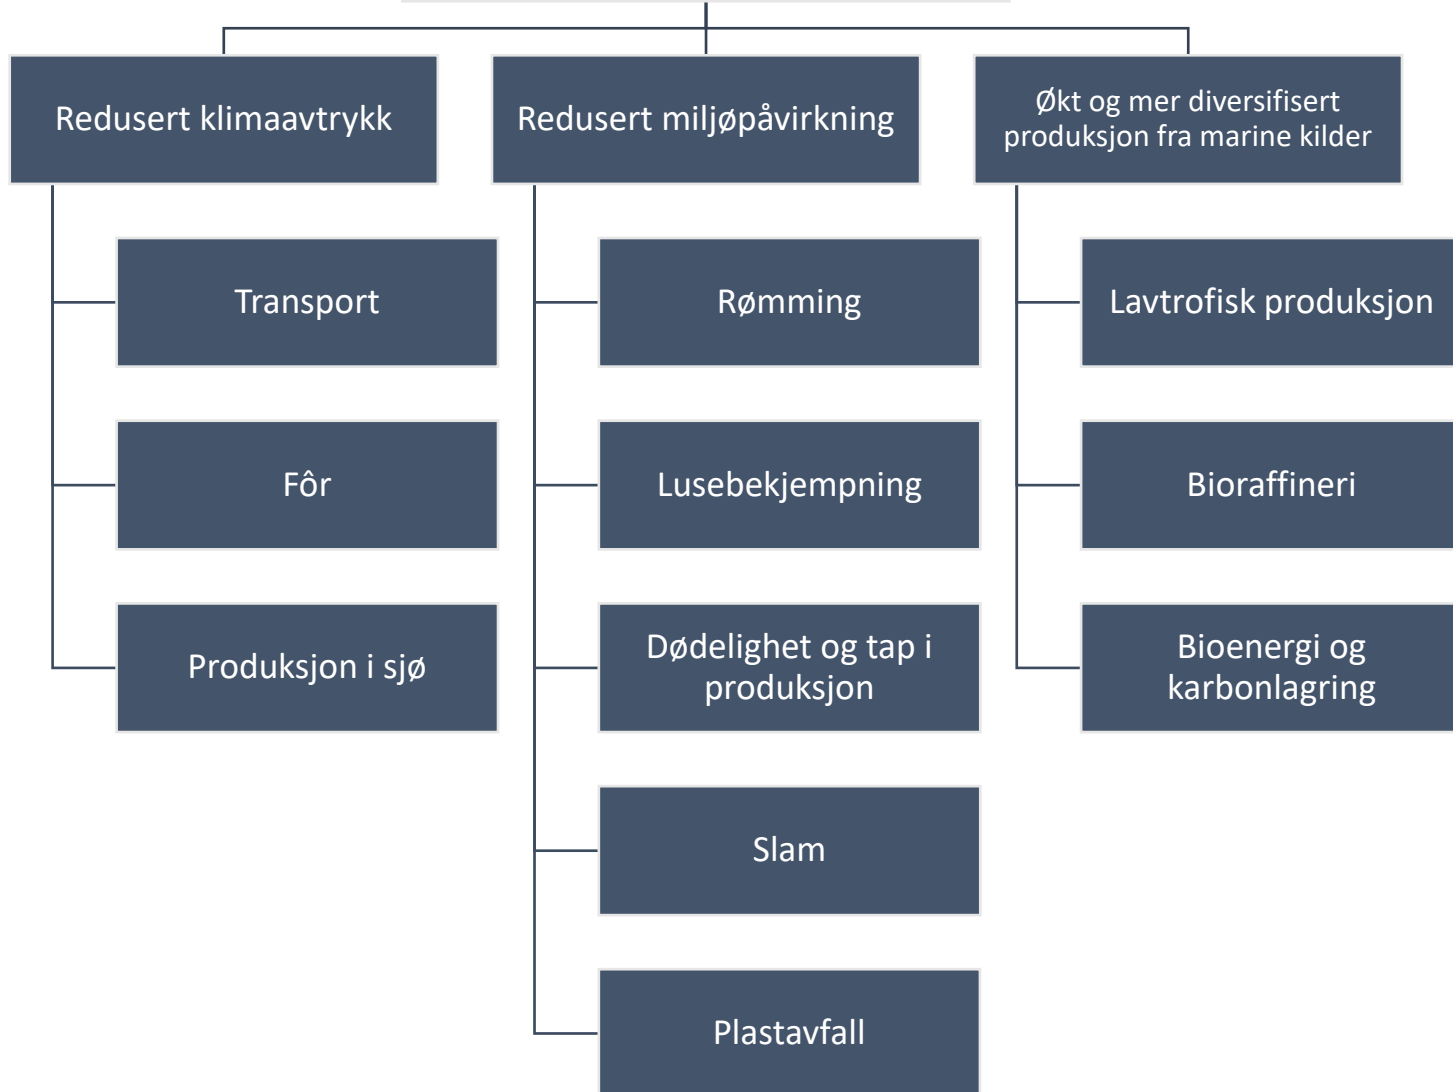 Redusert klimaavtrykk
Transport
Fôr
Produksjon i sjø
Redusert miljøpåvirkning
Rømming
Lusebekjempning
Dødelighet og tap i
produksjon
Slam
Plastavfall
Økt og mer diversifisert
produksjon fra marine kilder
Lavtrofisk produksjon
Bioraffineri
Bioenergi og
karbonlagring